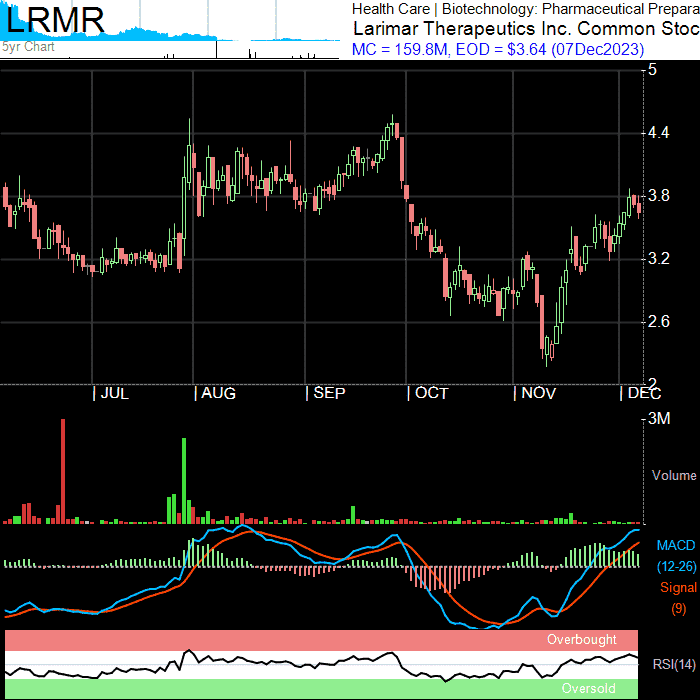 LRMR
5yr Chart
Health Care | Biotechnology: Pharmaceutical Prepara
Larimar Therapeutics Inc. Common Stoc
MC = 159.8M, EOD = $3.64 (07Dec2023)
5
4.4
3.8
3.2
2.6
2
| JUL | AUG | SEP | OCT | NOV | DEC
3M
Volume
MACD
(12-26)
Signal
(9)
Overbought
RSI(14)
Oversold